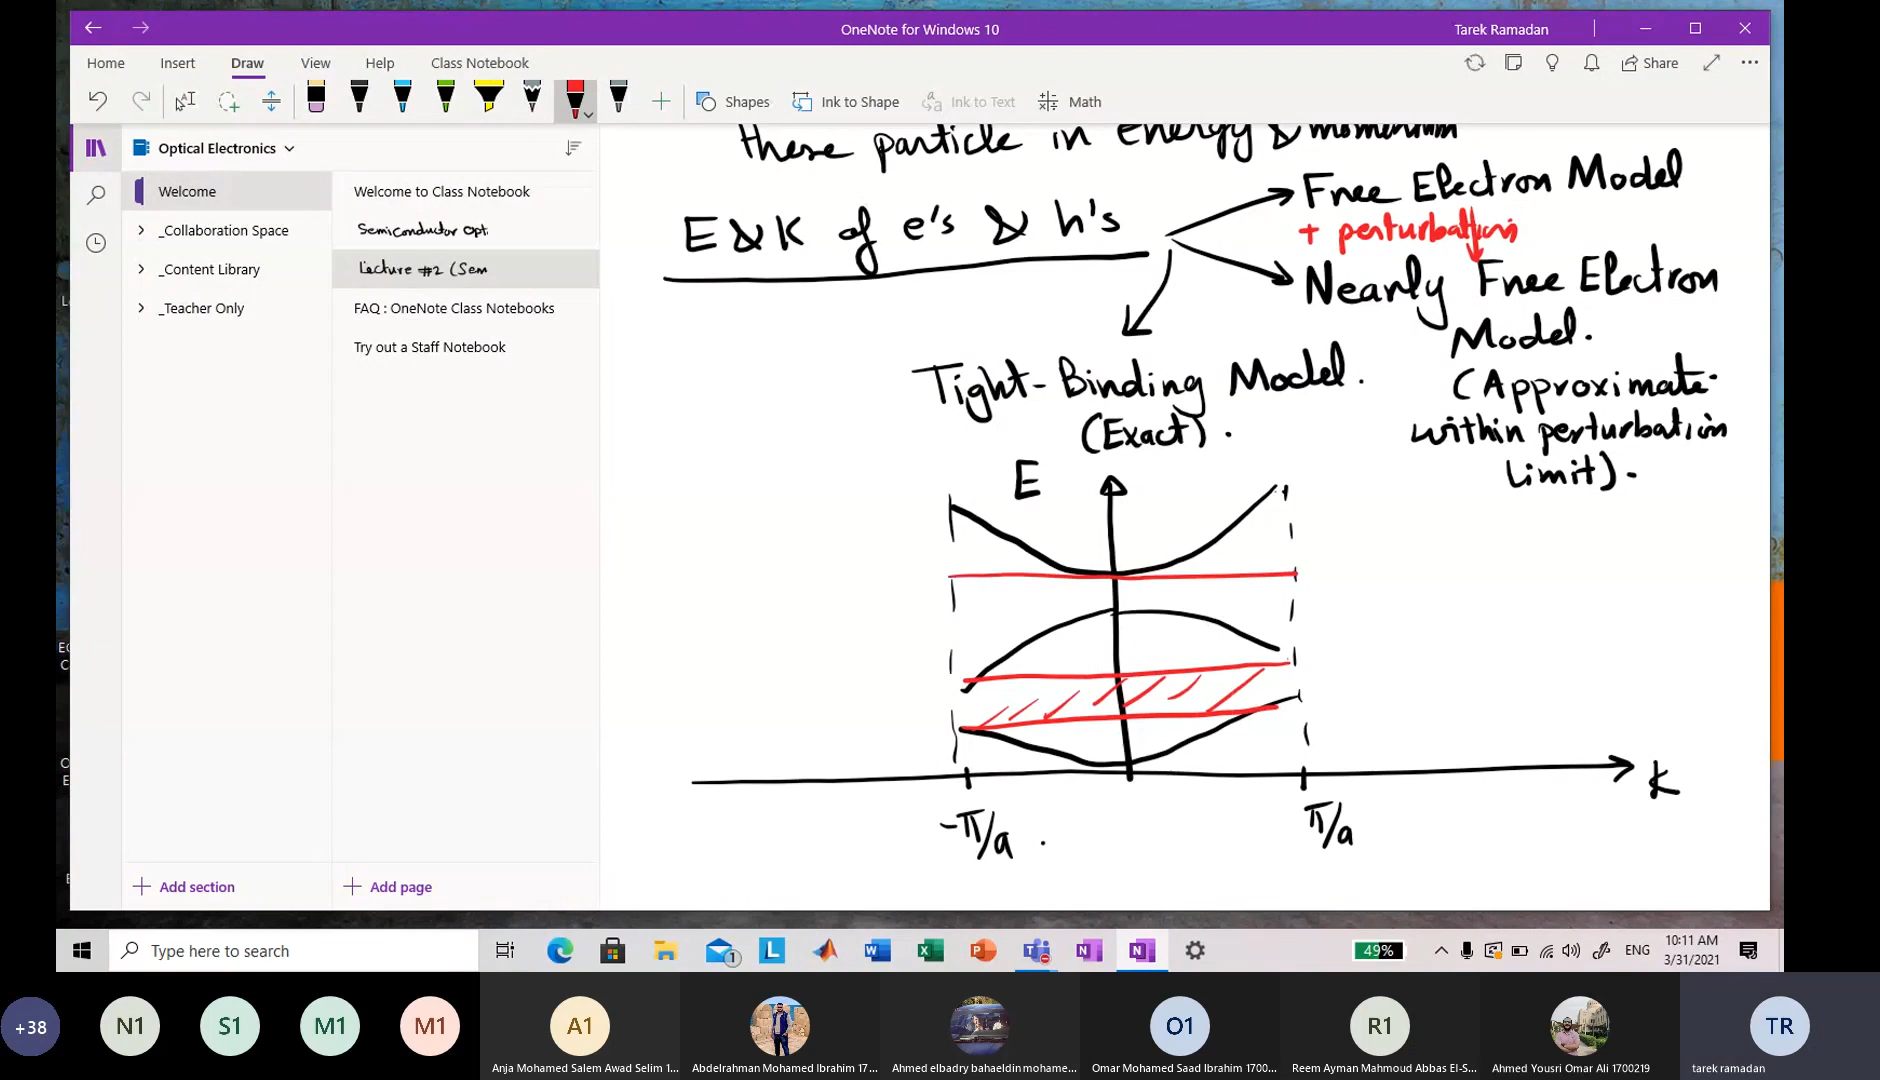 OneNote for Windows 10
Tarek Ramadan
Home Insert Draw View Help Class Notebook
Share
Shapes Ink to Shape Ink to Text Math
Optical Electronics
Welcome
_Collaboration Space
_Content Library
_Teacher Only
Add section
Welcome to Class Notebook
Semiconductor Opti
Lecture #2 (Sem
FAQ : OneNote Class Notebooks
Try out a Staff Notebook
Add page
these particle in energy & momentum
E & K of e's & h's
Free Electron Model
+ perturbation
Nearly Free Electron
Model.
(Approximate
within perturbation
limit).
Tight-Binding Model.
(Exact).
E
K
-π/a .
π/a
Type here to search
1
49%
ENG
10:11 AM
3/31/2021
+38
N1
S1
M1
M1
A1
Anja Mohamed Salem Awad Selim 1...
Abdelrahman Mohamed Ibrahim 17...
Ahmed elbadry bahaeldin mohame...
O1
Omar Mohamed Saad Ibrahim 1700...
R1
Reem Ayman Mahmoud Abbas El-S...
Ahmed Yousri Omar Ali 1700219
TR
tarek ramadan